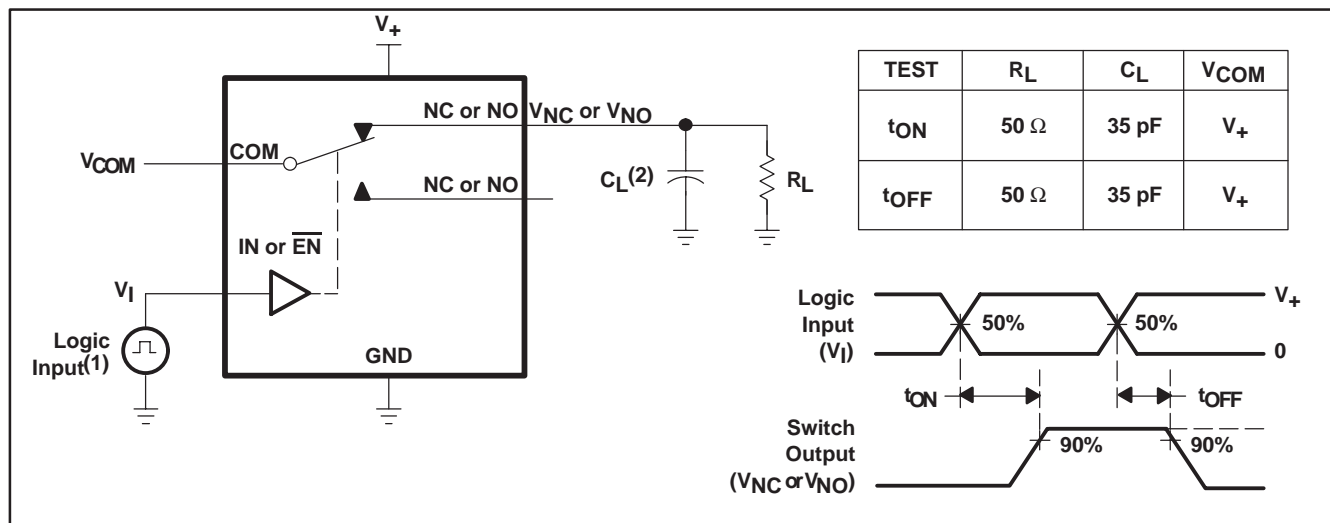 V+
NC or NO VNC or VNO
COM
VCOM
NC or NO
CL(2)
RL
IN or E̅N̅
VI
Logic
Input(1)
GND
TEST RL CL VCOM
tON 50 Ω 35 pF V+
tOFF 50 Ω 35 pF V+
Logic
Input
(VI)
50%
50%
V+
0
tON
tOFF
Switch
Output
(VNC or VNO)
90%
90%